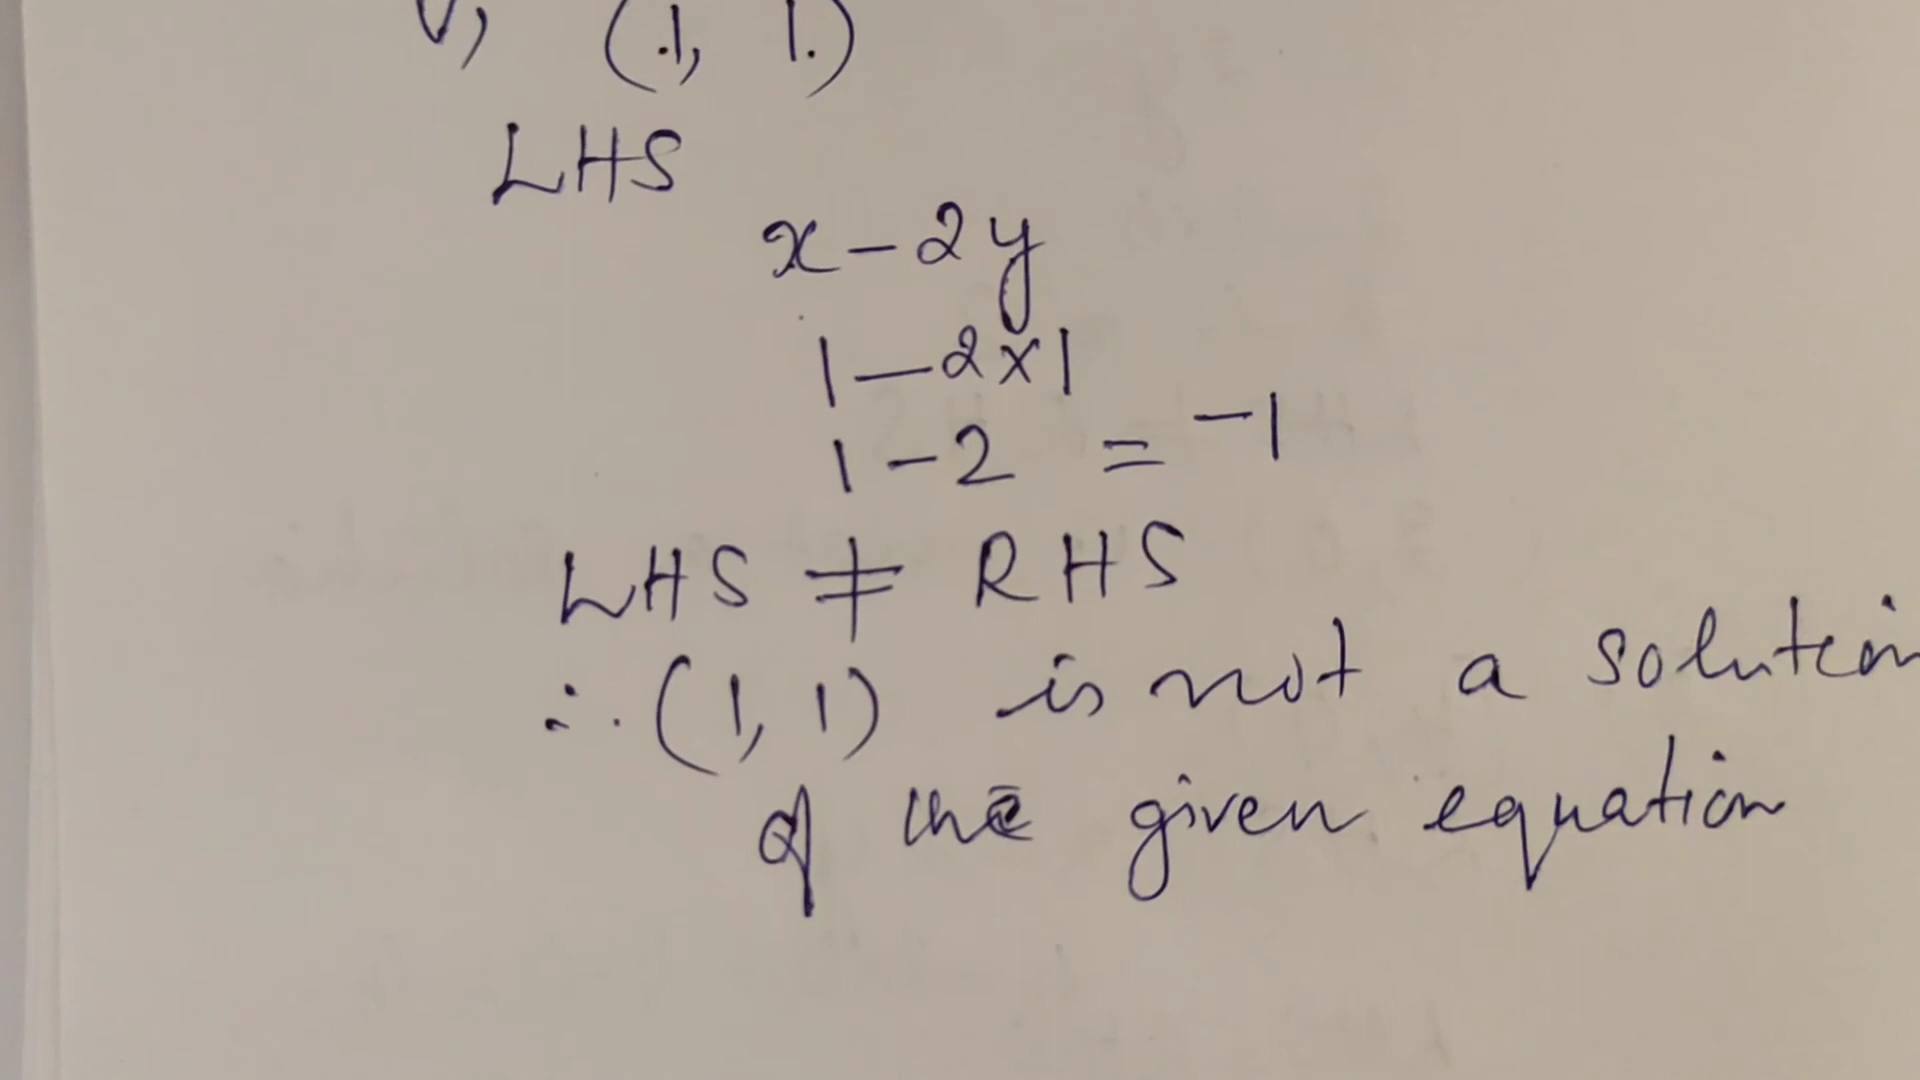 V, (1, 1)
LHS
x - 2y
1 - 2 × 1
1 - 2 = -1
LHS ≠ RHS
∴ (1, 1) is not a solution
of the given equation